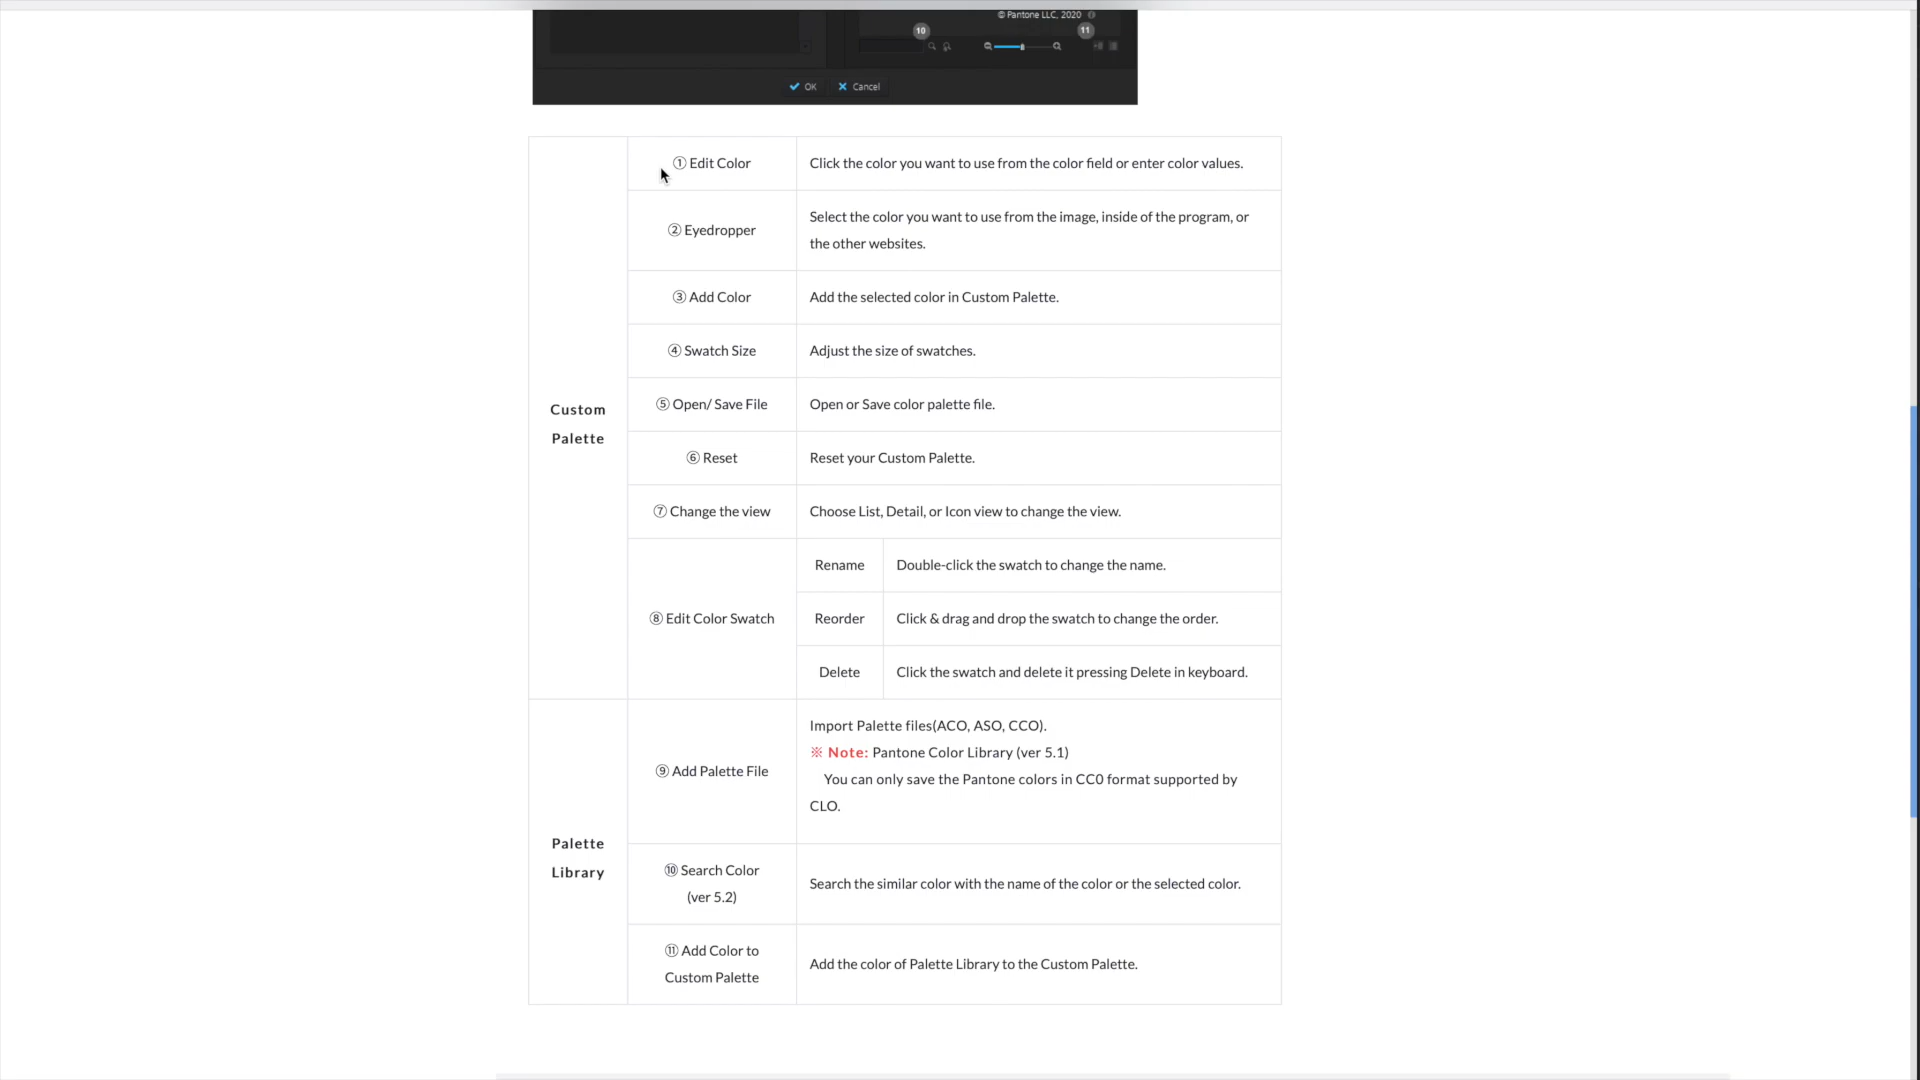 © Pantone LLC, 2020
10
11
OK
Cancel
① Edit Color
Click the color you want to use from the color field or enter color values.
② Eyedropper
Select the color you want to use from the image, inside of the program, or
the other websites.
③ Add Color
Add the selected color in Custom Palette.
④ Swatch Size
Adjust the size of swatches.
Custom
Palette
⑤ Open/ Save File
Open or Save color palette file.
⑥ Reset
Reset your Custom Palette.
⑦ Change the view
Choose List, Detail, or Icon view to change the view.
⑧ Edit Color Swatch
Rename
Double-click the swatch to change the name.
Reorder
Click & drag and drop the swatch to change the order.
Delete
Click the swatch and delete it pressing Delete in keyboard.
Palette
Library
⑨ Add Palette File
Import Palette files(ACO, ASO, CCO).
※ Note: Pantone Color Library (ver 5.1)
You can only save the Pantone colors in CC0 format supported by
CLO.
⑩ Search Color
(ver 5.2)
Search the similar color with the name of the color or the selected color.
⑪ Add Color to
Custom Palette
Add the color of Palette Library to the Custom Palette.